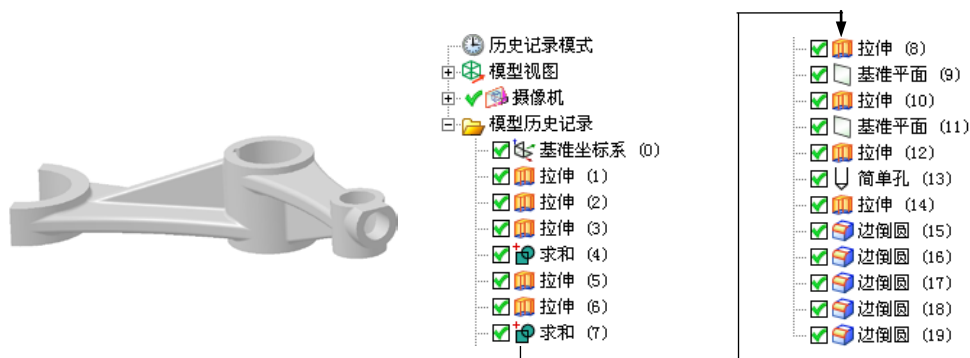 历史记录模式
模型视图
摄像机
模型历史记录
基准坐标系 (0)
拉伸 (1)
拉伸 (2)
拉伸 (3)
求和 (4)
拉伸 (5)
拉伸 (6)
求和 (7)
拉伸 (8)
基准平面 (9)
拉伸 (10)
基准平面 (11)
拉伸 (12)
简单孔 (13)
拉伸 (14)
边倒圆 (15)
边倒圆 (16)
边倒圆 (17)
边倒圆 (18)
边倒圆 (19)